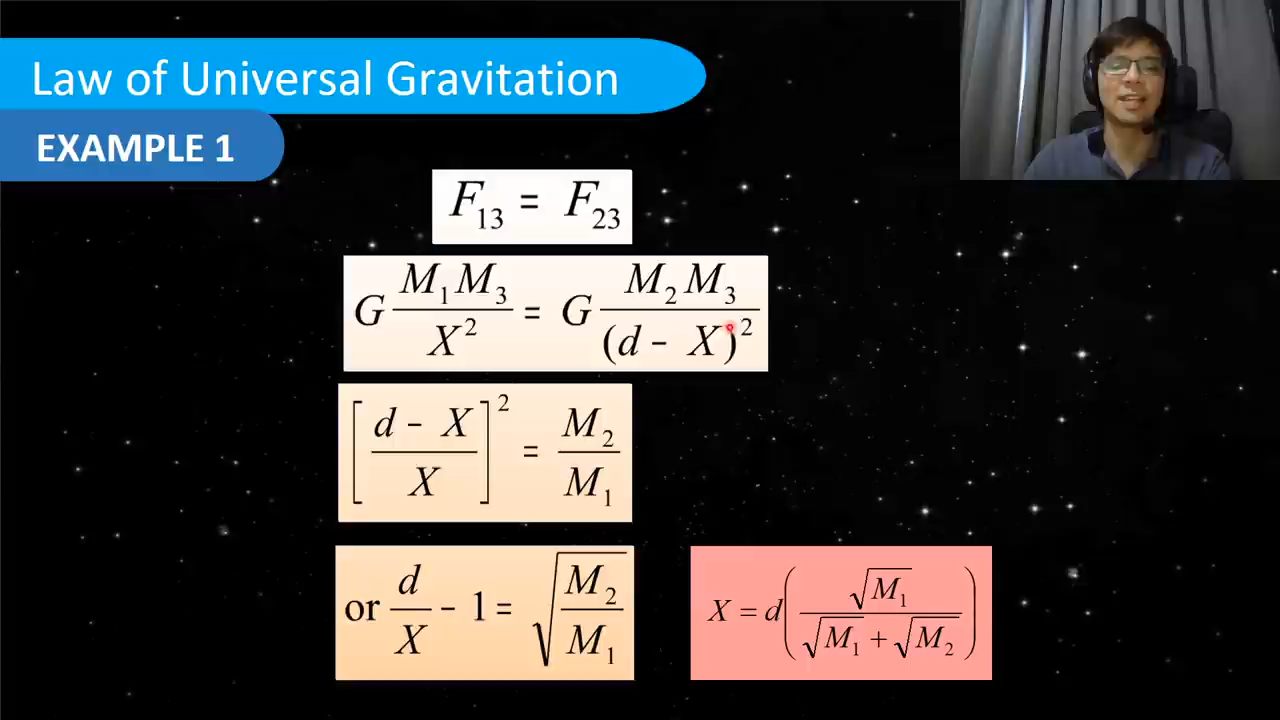 Law of Universal Gravitation
EXAMPLE 1
F₁₃ = F₂₃
G M₁M₃ / X² = G M₂M₃ / (d − X)²
[(d − X) / X]² = M₂ / M₁
or d / X − 1 = √(M₂ / M₁)
X = d(√M₁ / (√M₁ + √M₂))